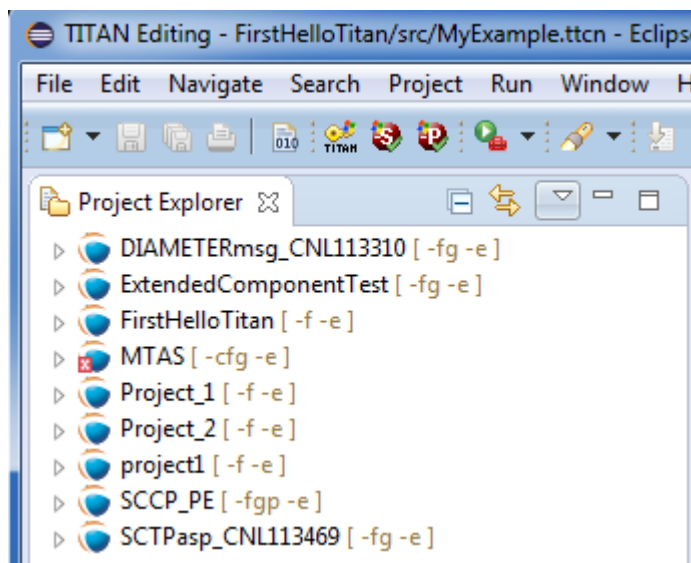 TITAN Editing - FirstHelloTitan/src/MyExample.ttcn - Eclips
File Edit Navigate Search Project Run Window H
010 TITAN S P
Project Explorer
DIAMETERmsg_CNL113310 [ -fg -e ]
ExtendedComponentTest [ -fg -e ]
FirstHelloTitan [ -f -e ]
MTAS [ -cfg -e ]
Project_1 [ -f -e ]
Project_2 [ -f -e ]
project1 [ -f -e ]
SCCP_PE [ -fgp -e ]
SCTPasp_CNL113469 [ -fg -e ]